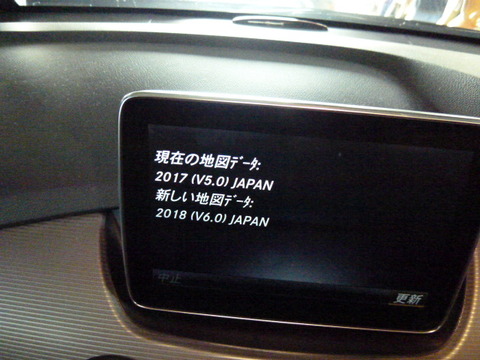 現在の地図ﾃﾞｰﾀ:
2017 (V5.0) JAPAN
新しい地図ﾃﾞｰﾀ:
2018 (V6.0) JAPAN
中止
更新